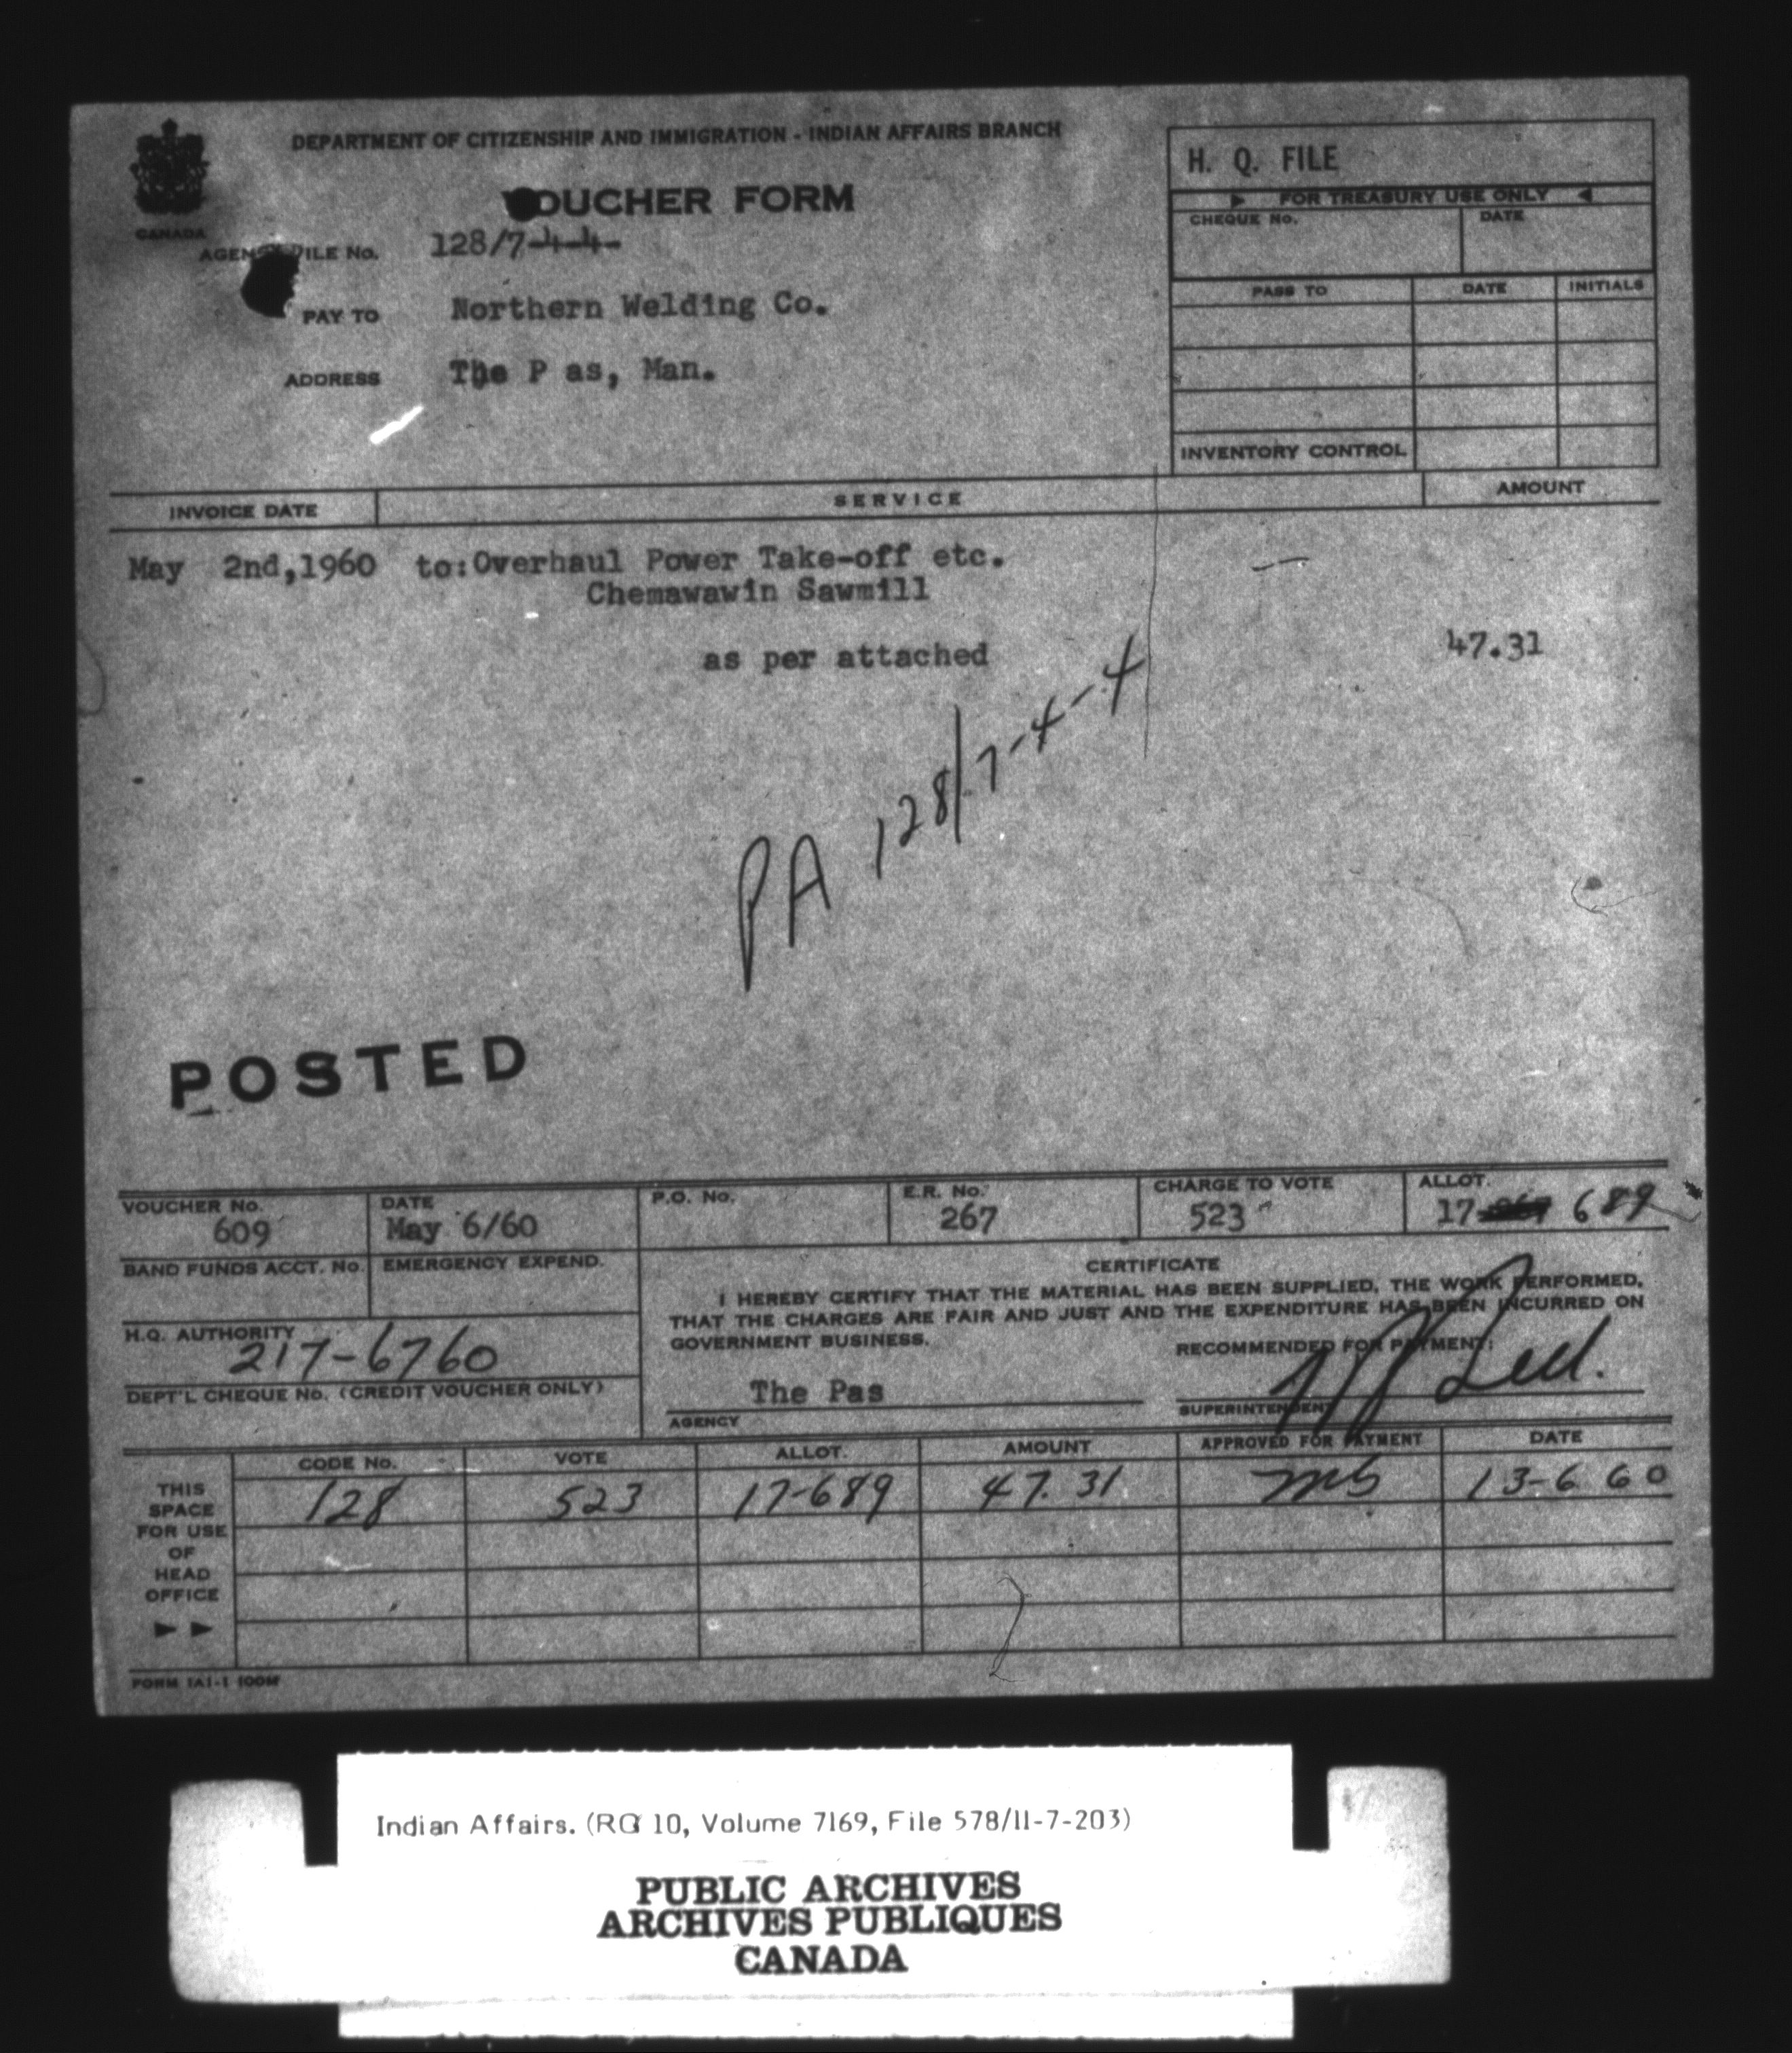 DEPARTMENT OF CITIZENSHIP AND IMMIGRATION - INDIAN AFFAIRS BRANCH
VOUCHER FORM
CANADA
AGENCY FILE No. 128/7-4-4-
PAY TO Northern Welding Co.
ADDRESS The P as, Man.
H. Q. FILE
FOR TREASURY USE ONLY
CHEQUE No. DATE
PASS TO DATE INITIALS
INVENTORY CONTROL
INVOICE DATE SERVICE AMOUNT
May 2nd,1960 to:Overhaul Power Take-off etc.
Chemawawin Sawmill
as per attached 47.31
PA 128/7-4-4
POSTED
VOUCHER No. DATE P.O. No. E.R. No. CHARGE TO VOTE ALLOT.
609 May 6/60 267 523 17- 689
BAND FUNDS ACCT. No. EMERGENCY EXPEND.
CERTIFICATE
I HEREBY CERTIFY THAT THE MATERIAL HAS BEEN SUPPLIED, THE WORK PERFORMED,
THAT THE CHARGES ARE FAIR AND JUST AND THE EXPENDITURE HAS BEEN INCURRED ON
GOVERNMENT BUSINESS.
H.Q. AUTHORITY
217-6760
RECOMMENDED FOR PAYMENT:
DEPT'L CHEQUE No. (CREDIT VOUCHER ONLY)
The Pas
AGENCY
SUPERINTENDENT
THIS SPACE FOR USE OF HEAD OFFICE
CODE No. VOTE ALLOT. AMOUNT APPROVED FOR PAYMENT DATE
128 523 17-689 47.31 13-6 60
FORM IA1-1 100M
Indian Affairs. (RG 10, Volume 7169, File 578/11-7-203)
PUBLIC ARCHIVES
ARCHIVES PUBLIQUES
CANADA